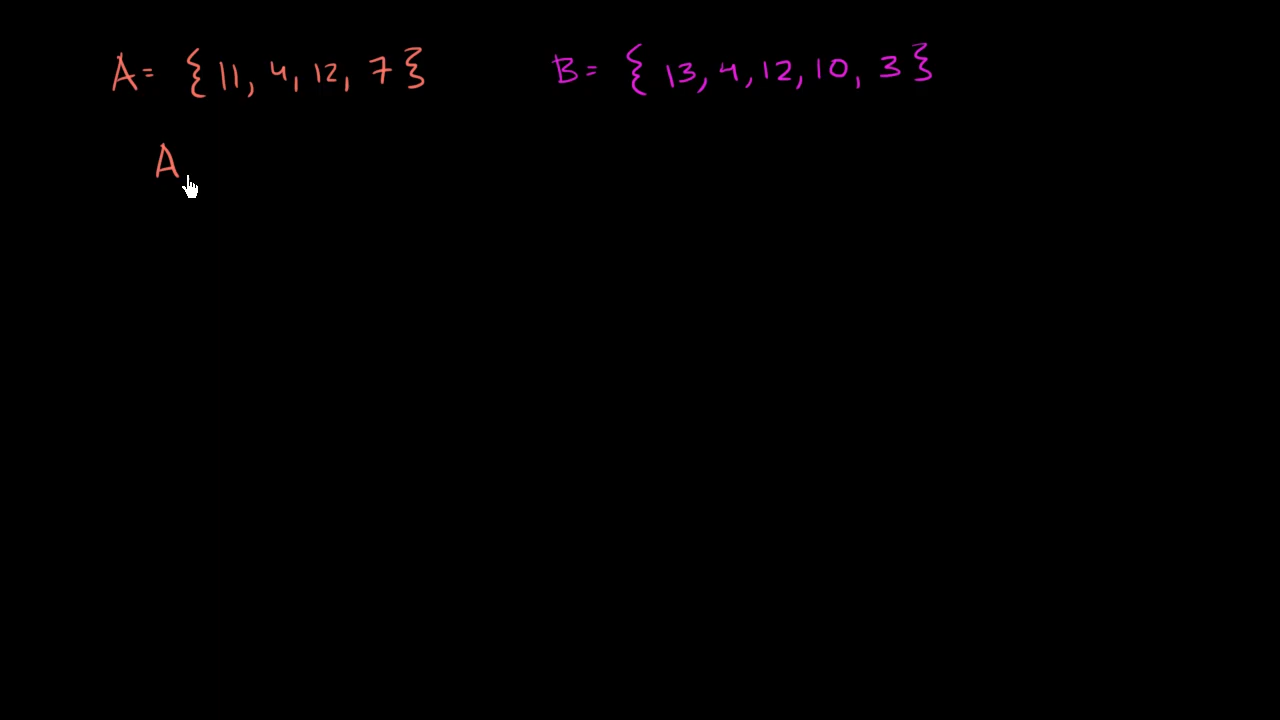 A = { 11, 4, 12, 7 } B = { 13, 4, 12, 10, 3 }
A